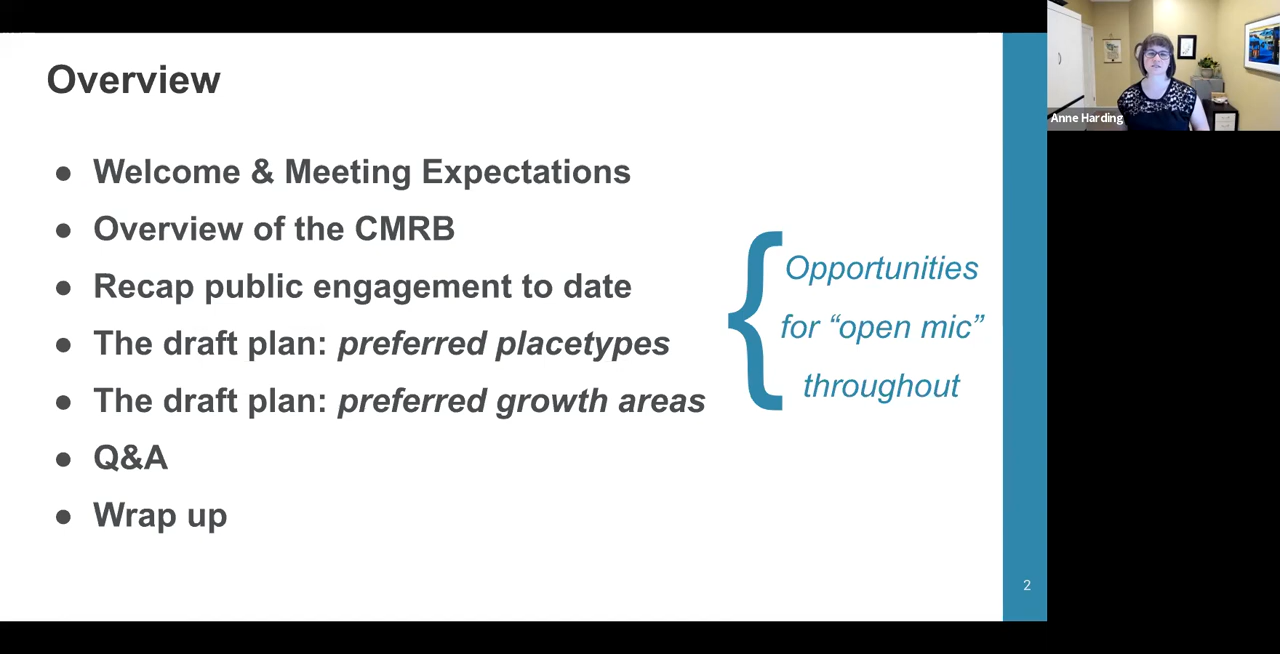 Overview
● Welcome & Meeting Expectations
● Overview of the CMRB
● Recap public engagement to date
● The draft plan: preferred placetypes
● The draft plan: preferred growth areas
● Q&A
● Wrap up
{ Opportunities
for “open mic”
throughout
2
Anne Harding